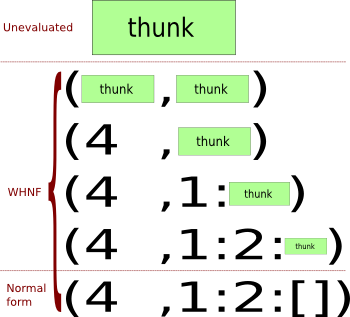 Unevaluated thunk
(thunk ,thunk)
(4 ,thunk)
WHNF
(4 ,1:thunk)
(4 ,1:2:thunk)
Normal form
(4 ,1:2:[])